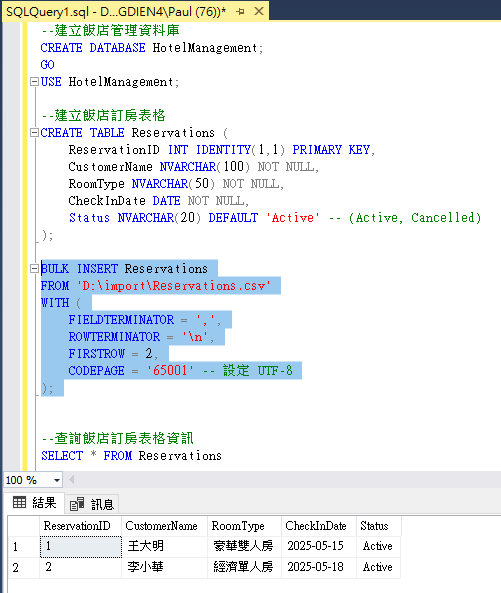 SQLQuery1.sql - D...GDIEN4\Paul (76))*
--建立飯店管理資料庫
CREATE DATABASE HotelManagement;
GO
USE HotelManagement;
--建立飯店訂房表格
CREATE TABLE Reservations (
ReservationID INT IDENTITY(1,1) PRIMARY KEY,
CustomerName NVARCHAR(100) NOT NULL,
RoomType NVARCHAR(50) NOT NULL,
CheckInDate DATE NOT NULL,
Status NVARCHAR(20) DEFAULT 'Active' -- (Active, Cancelled)
);
BULK INSERT Reservations
FROM 'D:\import\Reservations.csv'
WITH (
FIELDTERMINATOR = ',',
ROWTERMINATOR = '\n',
FIRSTROW = 2,
CODEPAGE = '65001' -- 設定 UTF-8
);
--查詢飯店訂房表格資訊
SELECT * FROM Reservations
100 %
結果 訊息
ReservationID CustomerName RoomType CheckInDate Status
1 1 王大明 豪華雙人房 2025-05-15 Active
2 2 李小華 經濟單人房 2025-05-18 Active